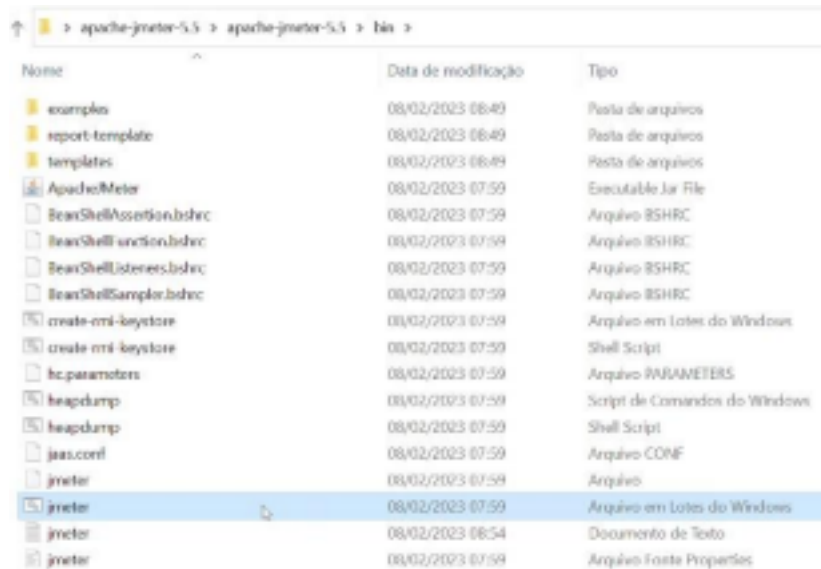 > apache-jmeter-5.5 > apache-jmeter-5.5 > bin >
Nome Data de modificação Tipo
examples 08/02/2023 08:49 Pasta de arquivos
report-template 08/02/2023 08:49 Pasta de arquivos
templates 08/02/2023 08:49 Pasta de arquivos
ApacheJMeter 08/02/2023 07:59 Executable Jar File
BeanShellAssertion.bshrc 08/02/2023 07:59 Arquivo BSHRC
BeanShellFunction.bshrc 08/02/2023 07:59 Arquivo BSHRC
BeanShellListeners.bshrc 08/02/2023 07:59 Arquivo BSHRC
BeanShellSampler.bshrc 08/02/2023 07:59 Arquivo BSHRC
create-rmi-keystore 08/02/2023 07:59 Arquivo em Lotes do Windows
create-rmi-keystore 08/02/2023 07:59 Shell Script
hc.parameters 08/02/2023 07:59 Arquivo PARAMETERS
heapdump 08/02/2023 07:59 Script de Comandos do Windows
heapdump 08/02/2023 07:59 Shell Script
jaas.conf 08/02/2023 07:59 Arquivo CONF
jmeter 08/02/2023 07:59 Arquivo
jmeter 08/02/2023 07:59 Arquivo em Lotes do Windows
jmeter 08/02/2023 08:54 Documento de Texto
jmeter 08/02/2023 07:59 Arquivo Fonte Properties